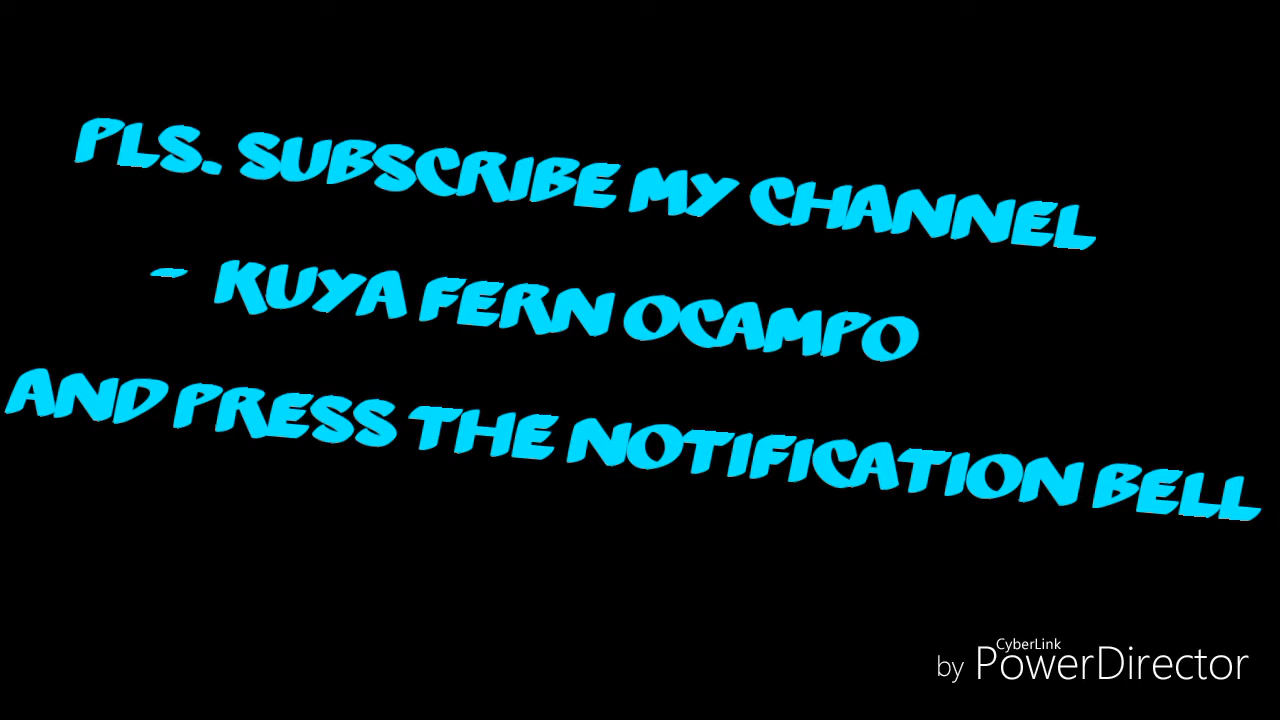 PLS. SUBSCRIBE MY CHANNEL
- KUYA FERN OCAMPO
AND PRESS THE NOTIFICATION BELL
CyberLink
by PowerDirector